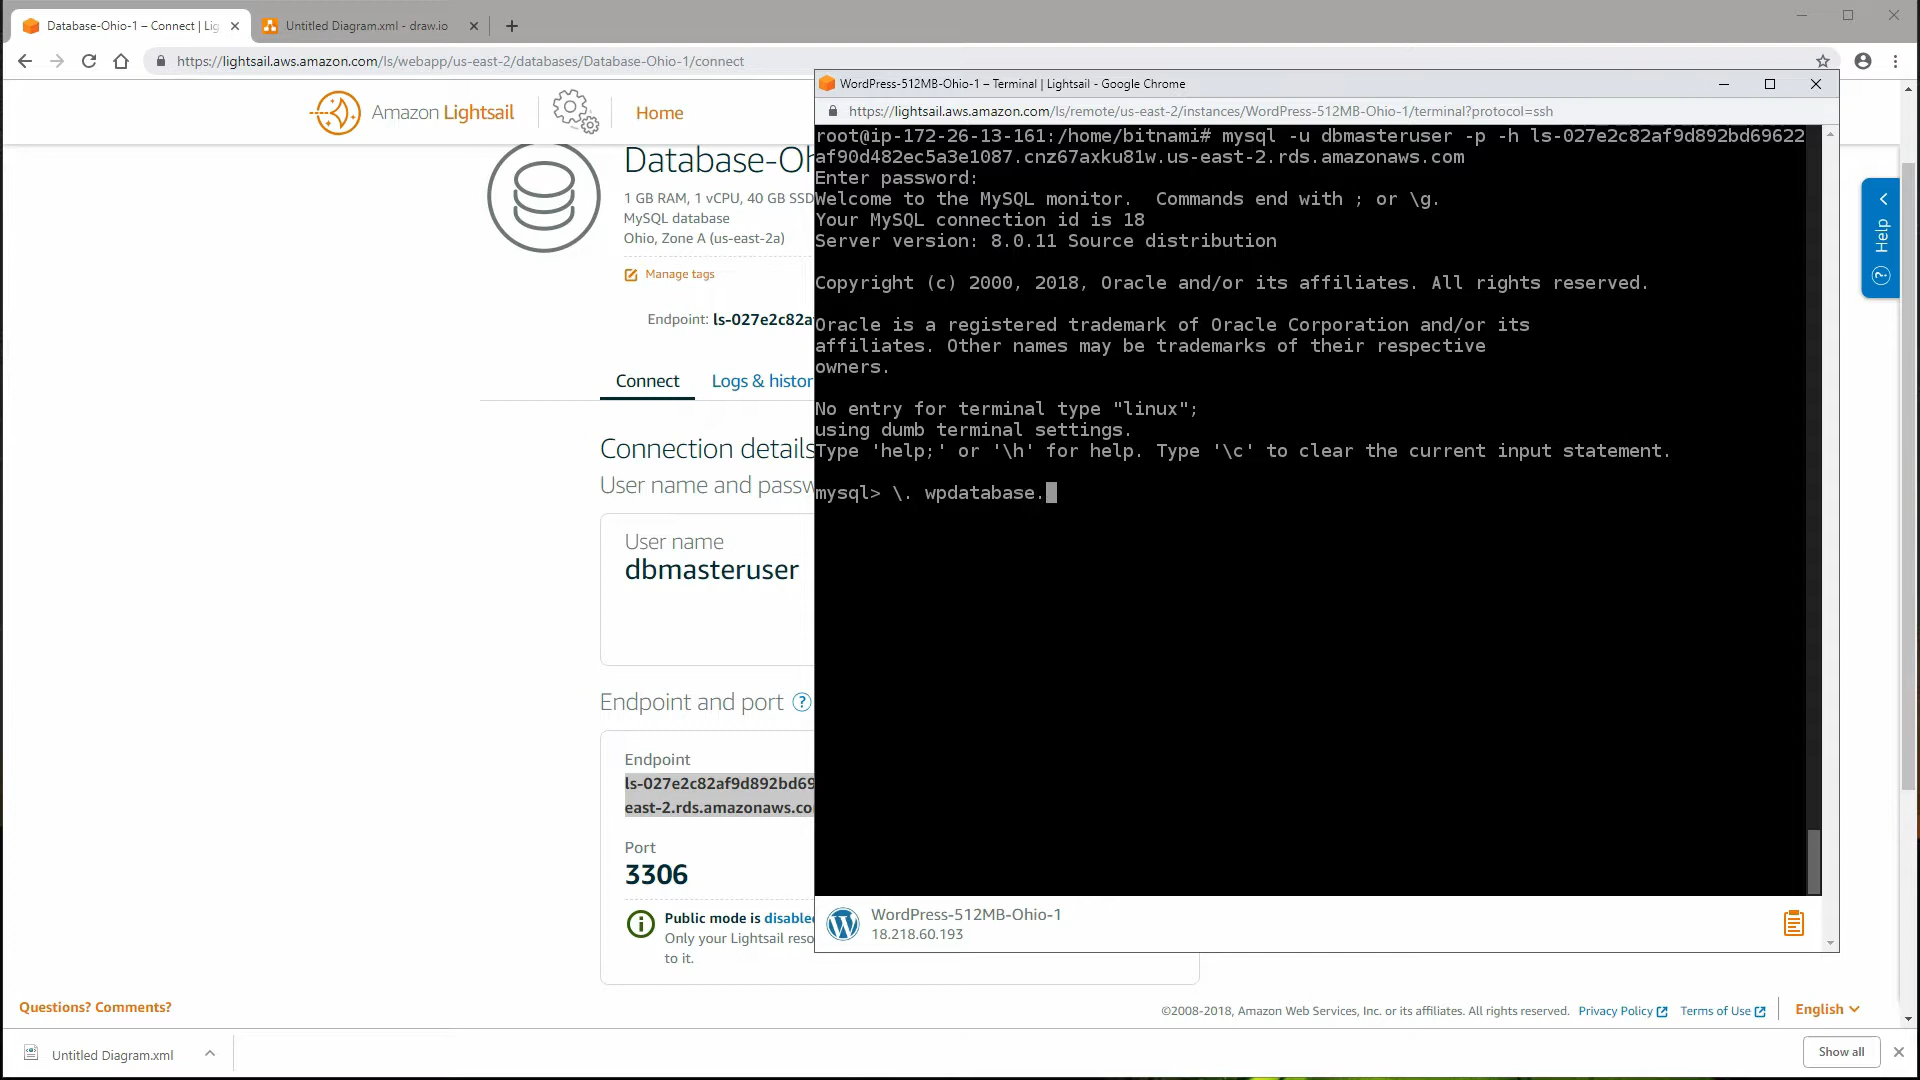 Database-Ohio-1 – Connect | Lig
Untitled Diagram.xml - draw.io
https://lightsail.aws.amazon.com/ls/webapp/us-east-2/databases/Database-Ohio-1/connect
Amazon Lightsail
Home
Database-Oh
1 GB RAM, 1 vCPU, 40 GB SSD
MySQL database
Ohio, Zone A (us-east-2a)
Manage tags
Endpoint: ls-027e2c82a
Connect
Logs & histor
Connection details
User name and passw
User name
dbmasteruser
Endpoint and port ?
Endpoint
ls-027e2c82af9d892bd69
east-2.rds.amazonaws.co
Port
3306
Public mode is disabled
Only your Lightsail reso
to it.
WordPress-512MB-Ohio-1 – Terminal | Lightsail - Google Chrome
https://lightsail.aws.amazon.com/ls/remote/us-east-2/instances/WordPress-512MB-Ohio-1/terminal?protocol=ssh
root@ip-172-26-13-161:/home/bitnami# mysql -u dbmasteruser -p -h ls-027e2c82af9d892bd69622
af90d482ec5a3e1087.cnz67axku81w.us-east-2.rds.amazonaws.com
Enter password:
Welcome to the MySQL monitor.  Commands end with ; or \g.
Your MySQL connection id is 18
Server version: 8.0.11 Source distribution
Copyright (c) 2000, 2018, Oracle and/or its affiliates. All rights reserved.
Oracle is a registered trademark of Oracle Corporation and/or its
affiliates. Other names may be trademarks of their respective
owners.
No entry for terminal type "linux";
using dumb terminal settings.
Type 'help;' or '\h' for help. Type '\c' to clear the current input statement.
mysql> \. wpdatabase.
WordPress-512MB-Ohio-1
18.218.60.193
Help
?
Questions? Comments?
©2008-2018, Amazon Web Services, Inc. or its affiliates. All rights reserved.
Privacy Policy
Terms of Use
English
Untitled Diagram.xml
Show all